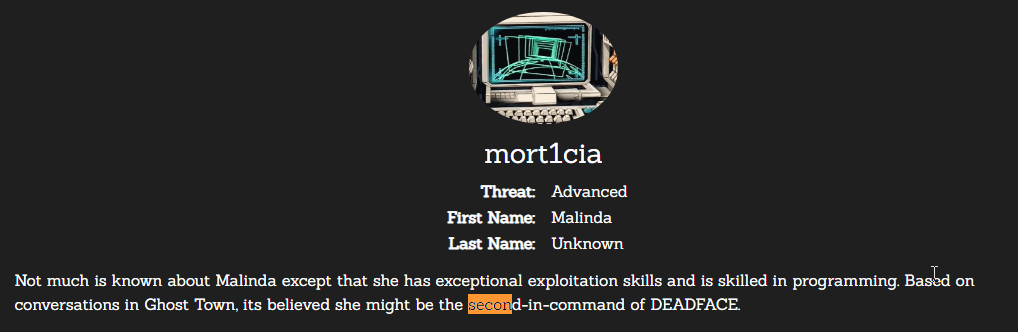 mort1cia
Threat: Advanced
First Name: Malinda
Last Name: Unknown
Not much is known about Malinda except that she has exceptional exploitation skills and is skilled in programming. Based on
conversations in Ghost Town, its believed she might be the second-in-command of DEADFACE.